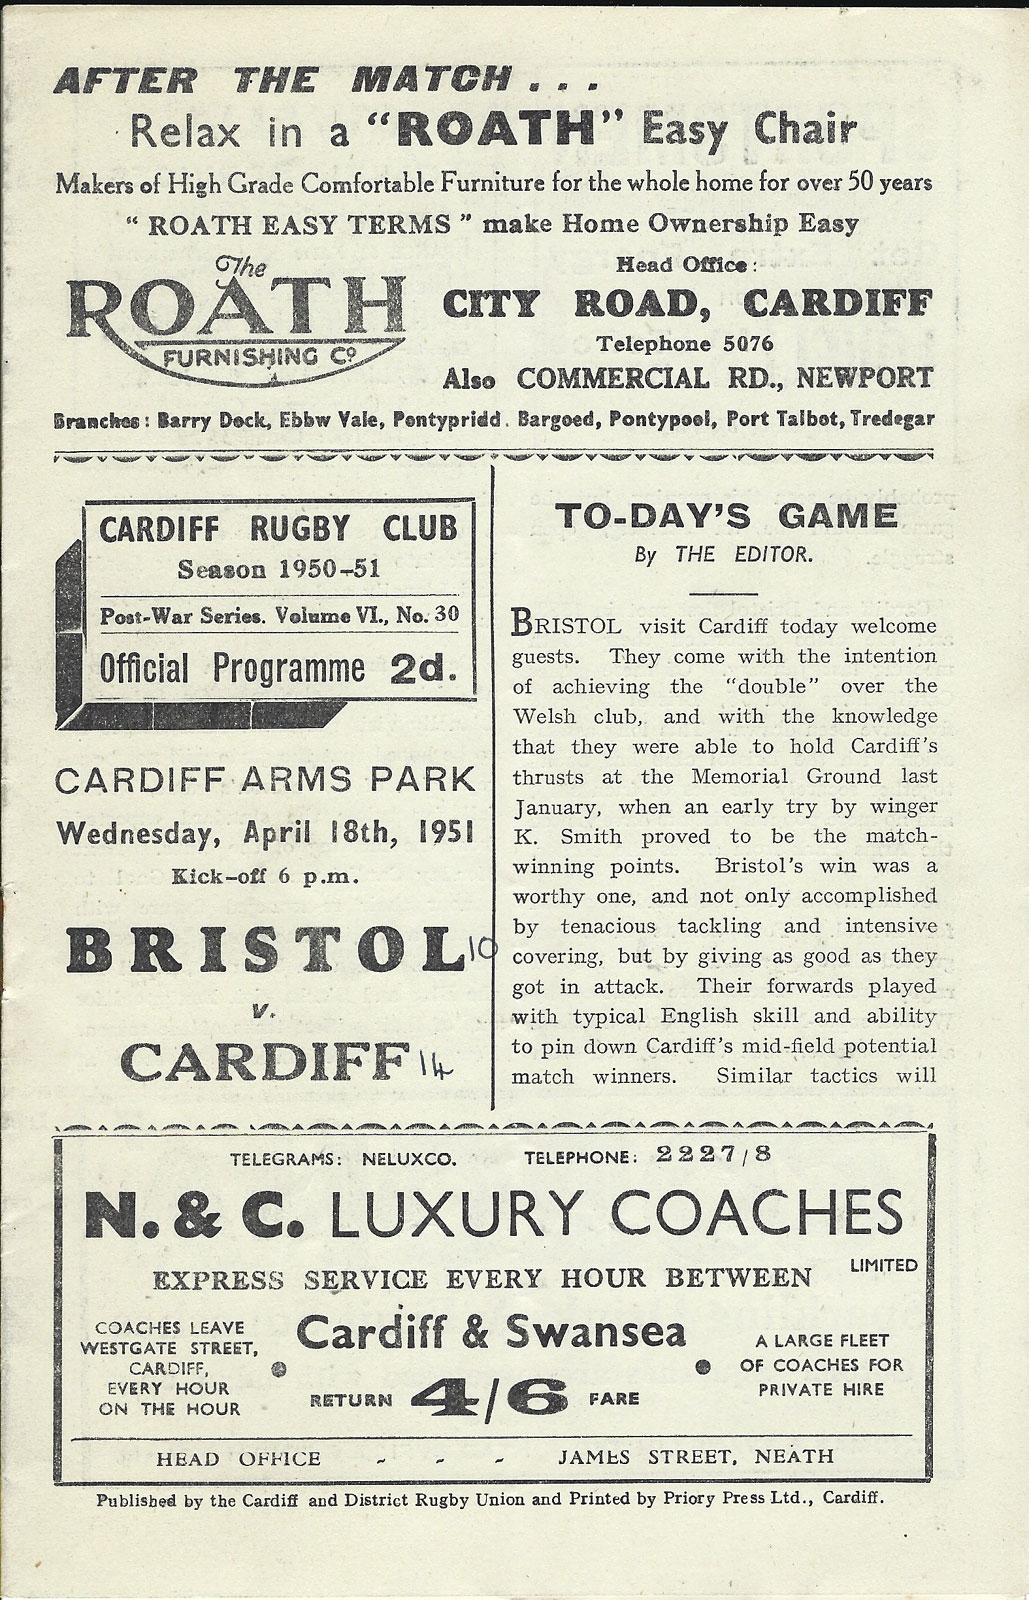 AFTER THE MATCH . . .
Relax in a "ROATH" Easy Chair
Makers of High Grade Comfortable Furniture for the whole home for over 50 years
" ROATH EASY TERMS " make Home Ownership Easy
The
ROATH
FURNISHING Co
Head Office :
CITY ROAD, CARDIFF
Telephone 5076
Also COMMERCIAL RD., NEWPORT
Branches : Barry Dock, Ebbw Vale, Pontypridd. Bargoed, Pontypool, Port Talbot, Tredegar
CARDIFF RUGBY CLUB
Season 1950-51
Post-War Series. Volume VI., No. 30
Official Programme 2d.
CARDIFF ARMS PARK
Wednesday, April 18th, 1951
Kick-off 6 p.m.
BRISTOL 10
v.
CARDIFF 14
TO-DAY'S GAME
By THE EDITOR.
BRISTOL visit Cardiff today welcome
guests. They come with the intention
of achieving the "double" over the
Welsh club, and with the knowledge
that they were able to hold Cardiff's
thrusts at the Memorial Ground last
January, when an early try by winger
K. Smith proved to be the match-
winning points. Bristol's win was a
worthy one, and not only accomplished
by tenacious tackling and intensive
covering, but by giving as good as they
got in attack. Their forwards played
with typical English skill and ability
to pin down Cardiff's mid-field potential
match winners. Similar tactics will
TELEGRAMS: NELUXCO. TELEPHONE: 2227/8
N. & C. LUXURY COACHES
LIMITED
EXPRESS SERVICE EVERY HOUR BETWEEN
Cardiff & Swansea
COACHES LEAVE
WESTGATE STREET,
CARDIFF,
EVERY HOUR
ON THE HOUR
RETURN 4/6 FARE
A LARGE FLEET
OF COACHES FOR
PRIVATE HIRE
HEAD OFFICE - - - JAMES STREET, NEATH
Published by the Cardiff and District Rugby Union and Printed by Priory Press Ltd., Cardiff.